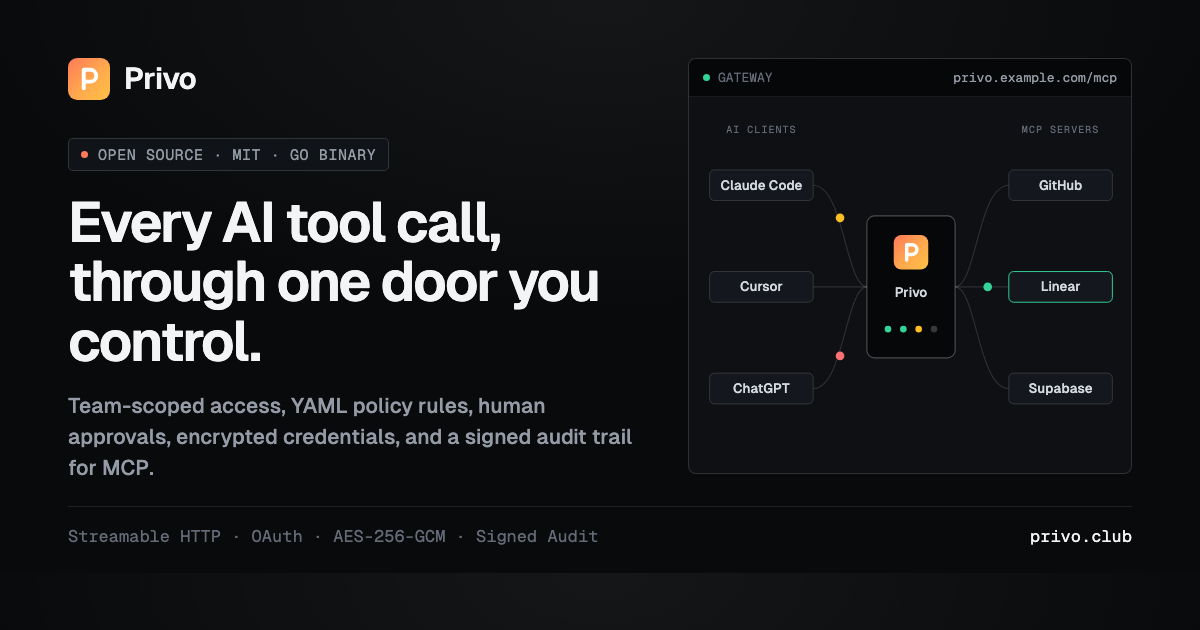 P Privo
OPEN SOURCE · MIT · GO BINARY
Every AI tool call,
through one door you
control.
Team-scoped access, YAML policy rules, human
approvals, encrypted credentials, and a signed audit trail
for MCP.
GATEWAY privo.example.com/mcp
AI CLIENTS MCP SERVERS
Claude Code
Cursor
ChatGPT
P
Privo
GitHub
Linear
Supabase
Streamable HTTP · OAuth · AES-256-GCM · Signed Audit
privo.club